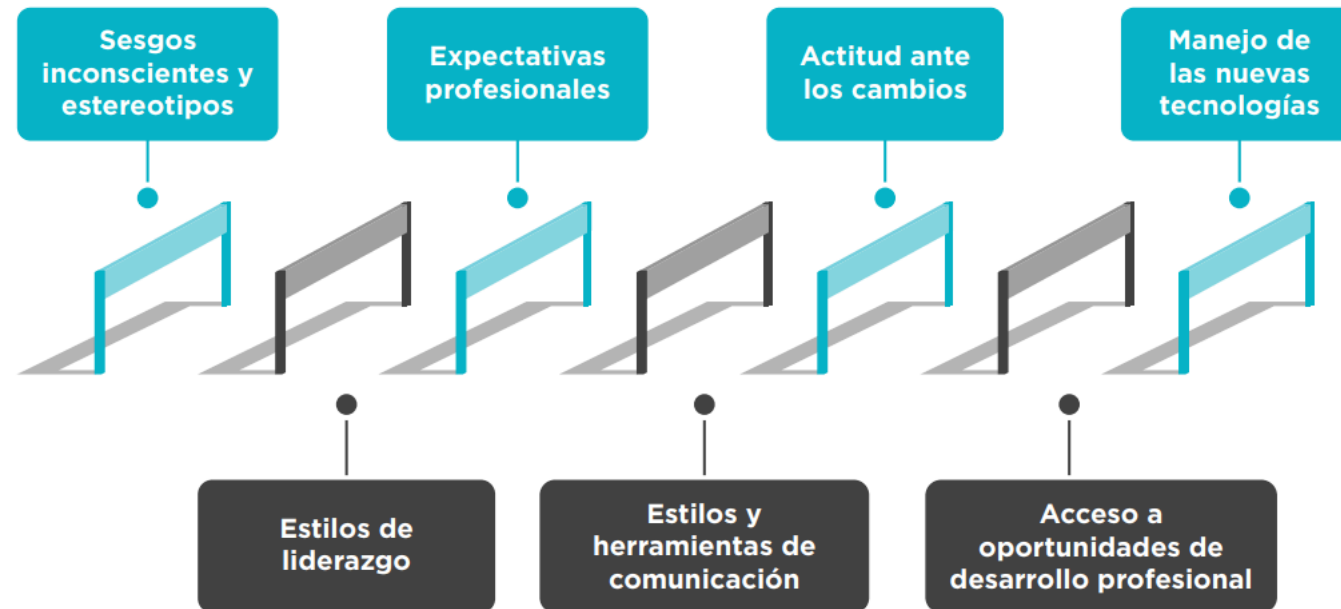 Sesgos
inconscientes y
estereotipos
Expectativas
profesionales
Actitud ante
los cambios
Manejo de
las nuevas
tecnologías
Estilos de
liderazgo
Estilos y
herramientas de
comunicación
Acceso a
oportunidades de
desarrollo profesional